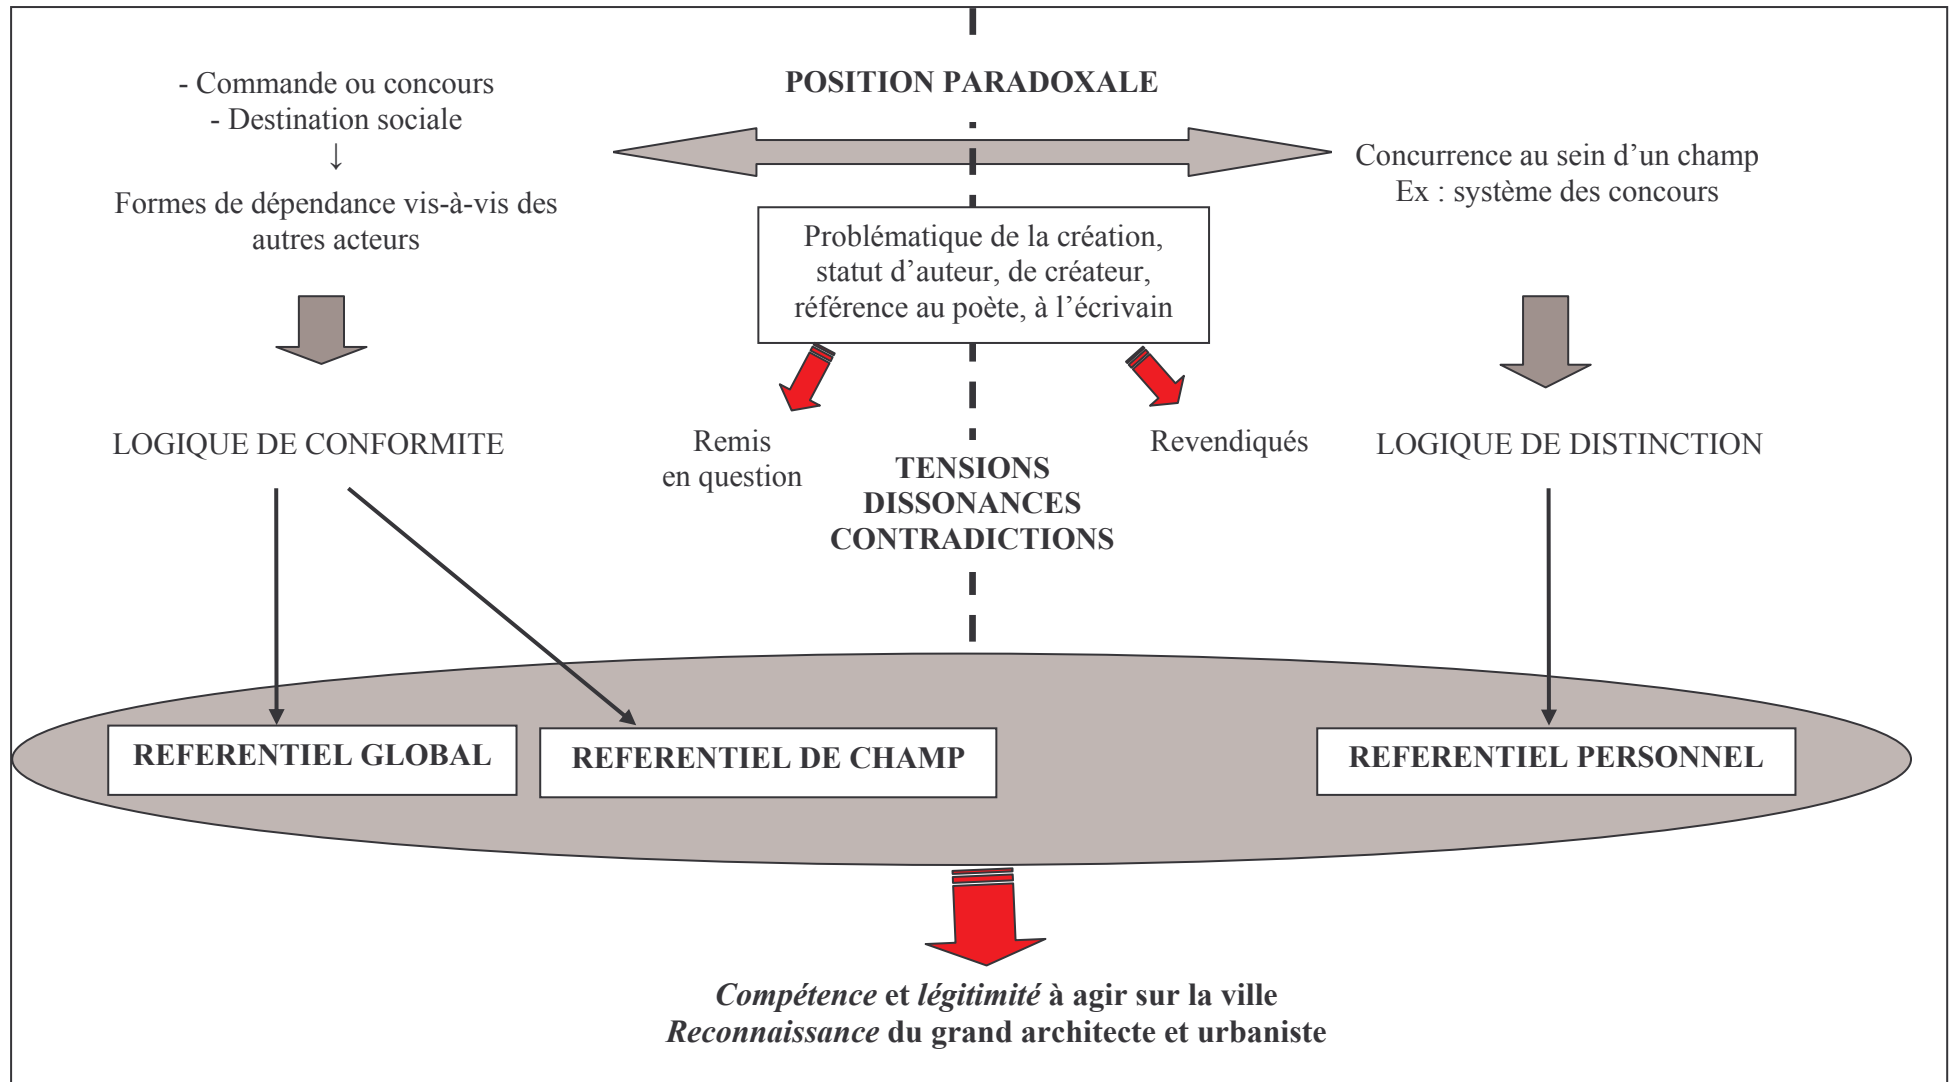 POSITION PARADOXALE
- Commande ou concours
- Destination sociale
↓
Formes de dépendance vis-à-vis des
autres acteurs
Concurrence au sein d’un champ
Ex : système des concours
Problématique de la création,
statut d’auteur, de créateur,
référence au poète, à l’écrivain
LOGIQUE DE CONFORMITE
Remis
en question
Revendiqués
LOGIQUE DE DISTINCTION
TENSIONS
DISSONANCES
CONTRADICTIONS
REFERENTIEL GLOBAL
REFERENTIEL DE CHAMP
REFERENTIEL PERSONNEL
Compétence et légitimité à agir sur la ville
Reconnaissance du grand architecte et urbaniste